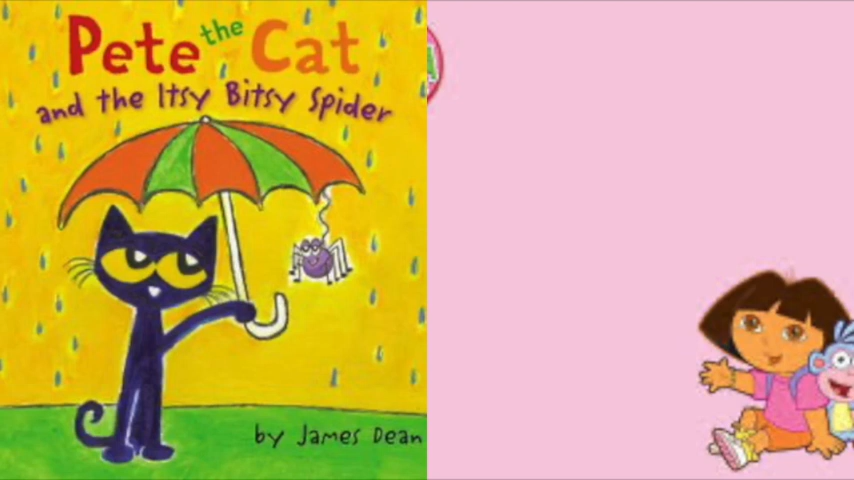 Pete the Cat
and the Itsy Bitsy Spider
by James Dean